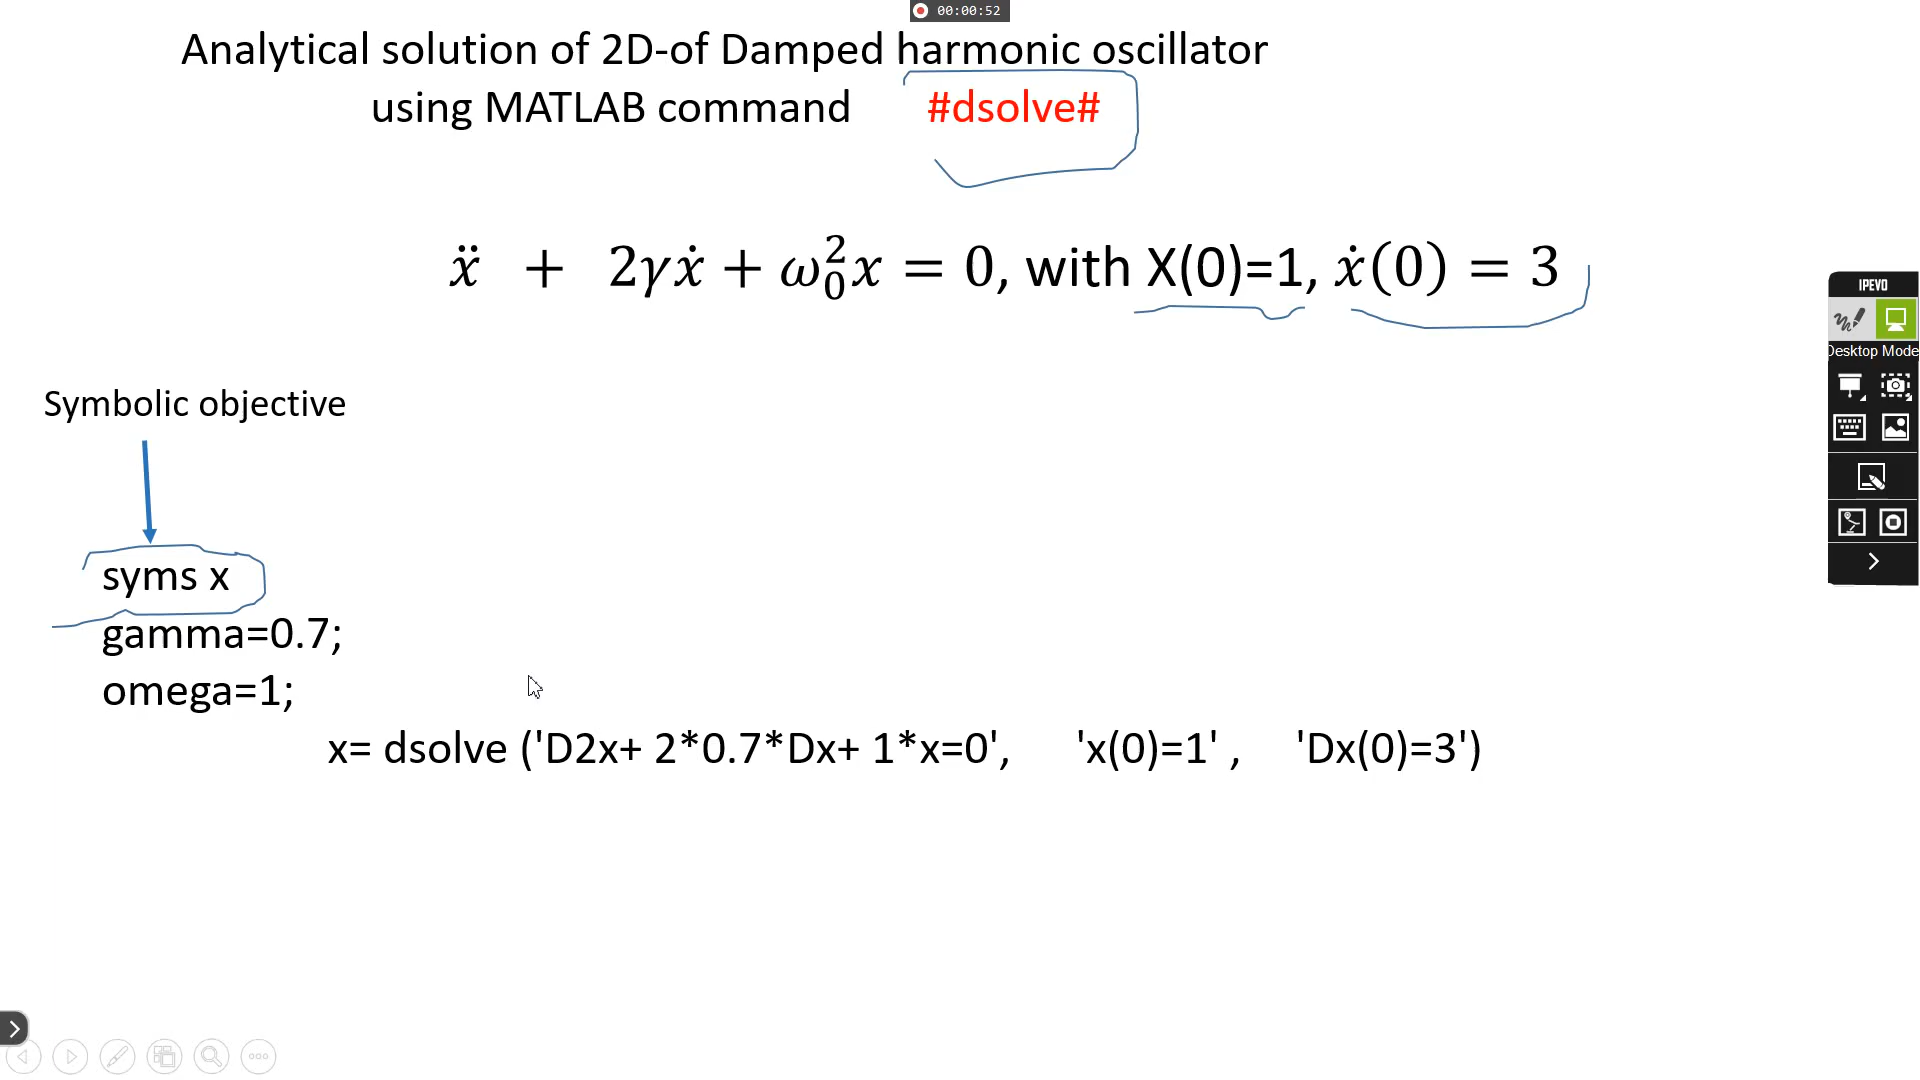 00:00:52
Analytical solution of 2D-of Damped harmonic oscillator
using MATLAB command #dsolve#
ẍ + 2γẋ + ω₀²x = 0, with X(0)=1, ẋ(0) = 3
IPEVO
Desktop Mode
Symbolic objective
syms x
gamma=0.7;
omega=1;
x= dsolve ('D2x+ 2*0.7*Dx+ 1*x=0', 'x(0)=1' , 'Dx(0)=3')